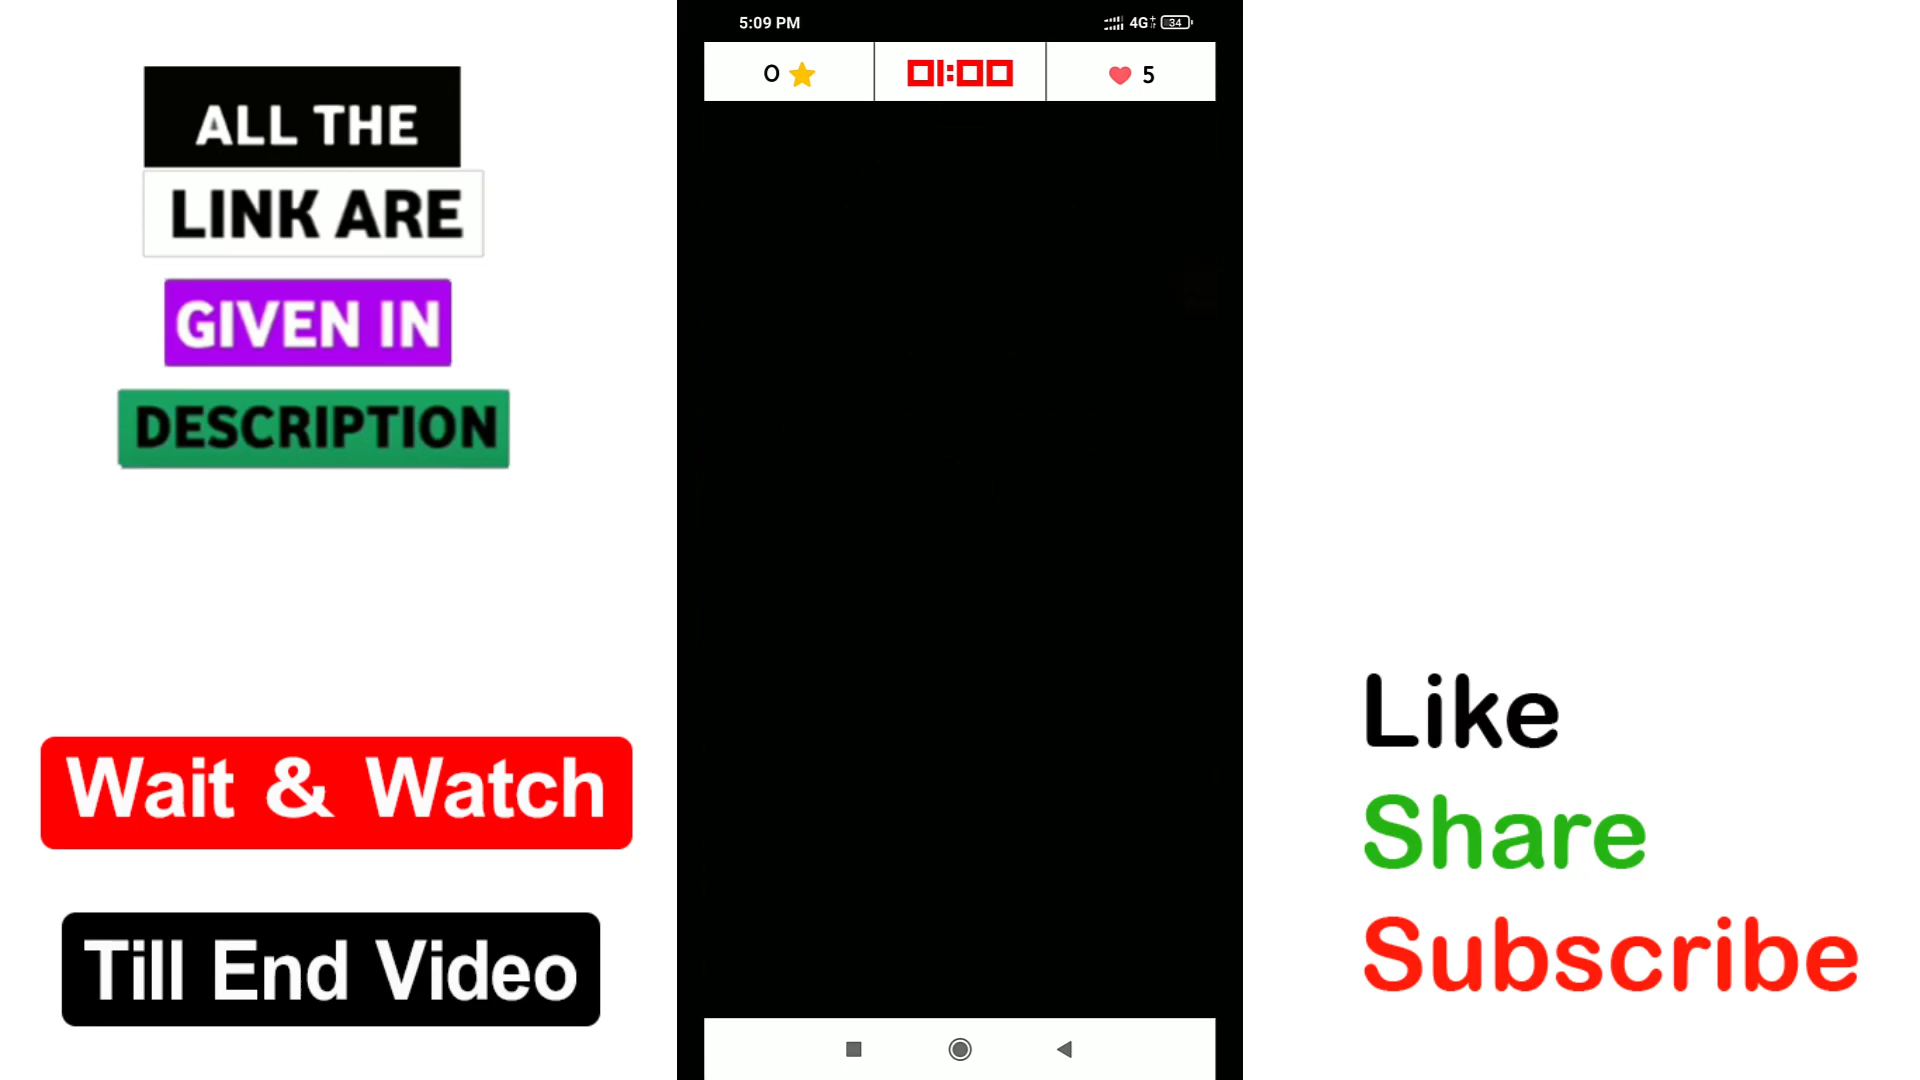 ALL THE
LINK ARE
GIVEN IN
DESCRIPTION
Wait & Watch
Till End Video
5:09 PM
4G+
34
0
01:00
5
Like
Share
Subscribe